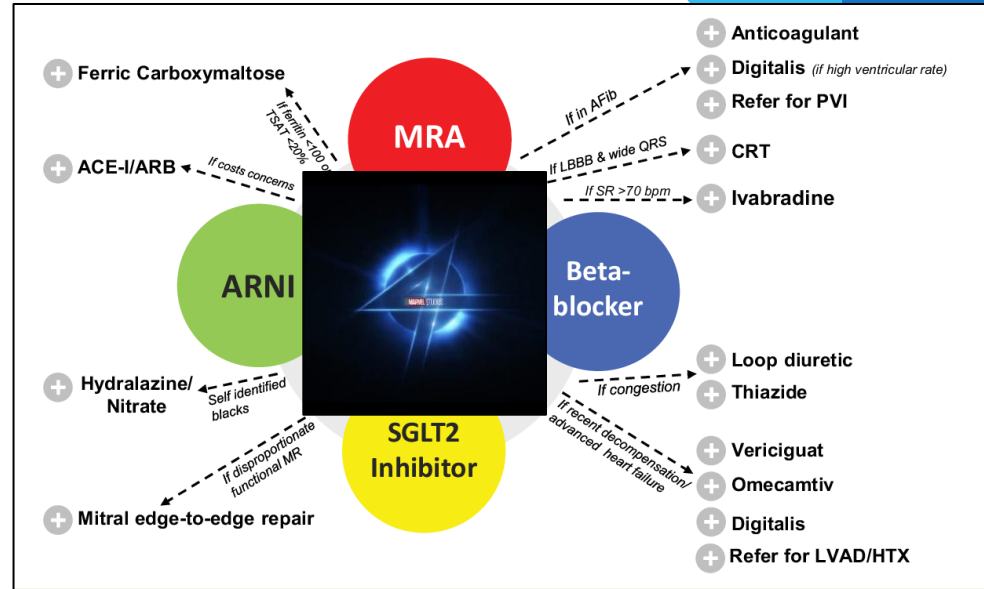 Ferric Carboxymaltose
If ferritin <100 or
TSAT <20%
ACE-I/ARB
If costs concerns
MRA
ARNI
MARVEL STUDIOS
Beta-
blocker
SGLT2
Inhibitor
Hydralazine/
Nitrate
Self identified
blacks
If disproportionate
functional MR
Mitral edge-to-edge repair
If in AFib
Anticoagulant
Digitalis (if high ventricular rate)
Refer for PVI
If LBBB & wide QRS
CRT
If SR >70 bpm
Ivabradine
If congestion
Loop diuretic
Thiazide
If recent decompensation/
advanced heart failure
Vericiguat
Omecamtiv
Digitalis
Refer for LVAD/HTX